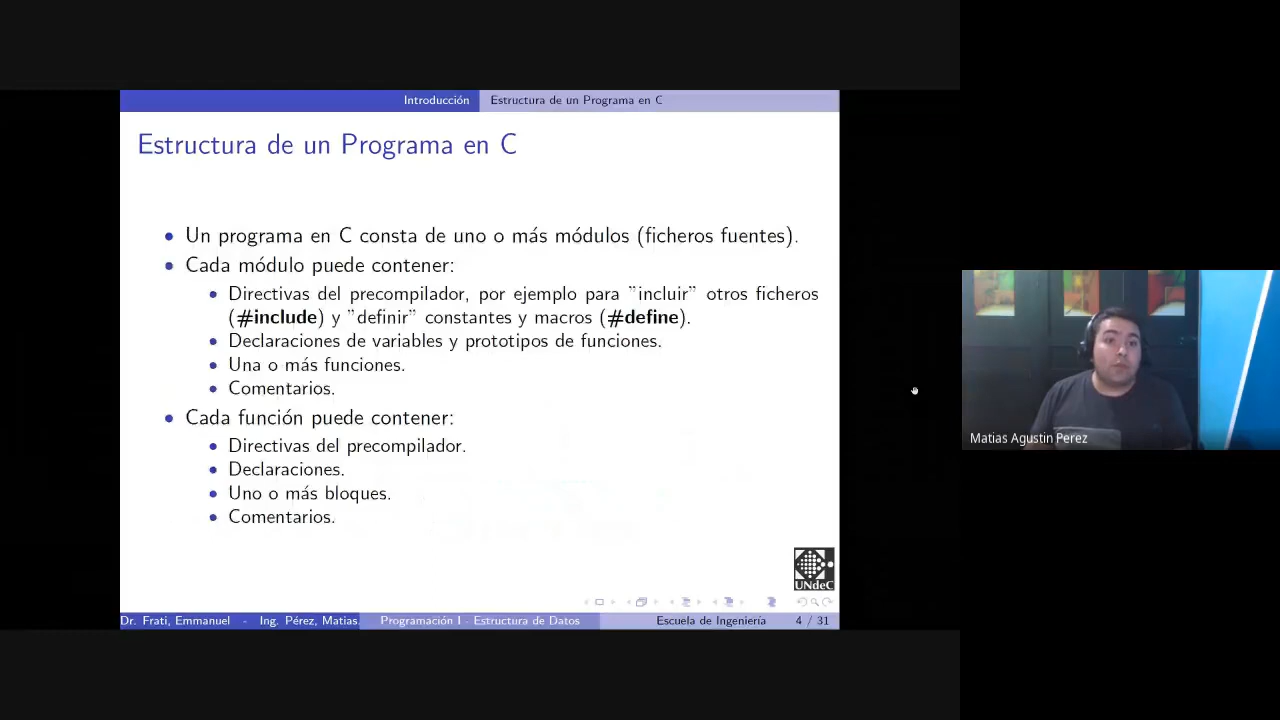 Introducción Estructura de un Programa en C
Estructura de un Programa en C
Un programa en C consta de uno o más módulos (ficheros fuentes).
Cada módulo puede contener:
Directivas del precompilador, por ejemplo para ”incluir” otros ficheros
(#include) y ”definir” constantes y macros (#define).
Declaraciones de variables y prototipos de funciones.
Una o más funciones.
Comentarios.
Cada función puede contener:
Directivas del precompilador.
Declaraciones.
Uno o más bloques.
Comentarios.
UNdeC
Dr. Frati, Emmanuel - Ing. Pérez, Matias. Programación I - Estructura de Datos Escuela de Ingeniería 4 / 31
Matias Agustin Perez